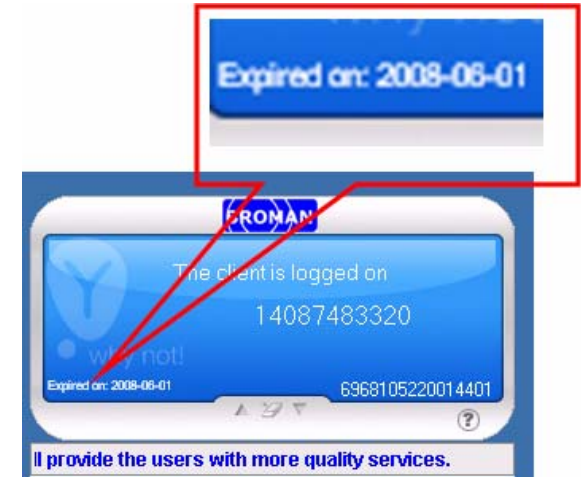 Expired on: 2008-06-01
BROMAN
The client is logged on
14087483320
why not!
Expired on: 2008-06-01
6968105220014401
?
ll provide the users with more quality services.